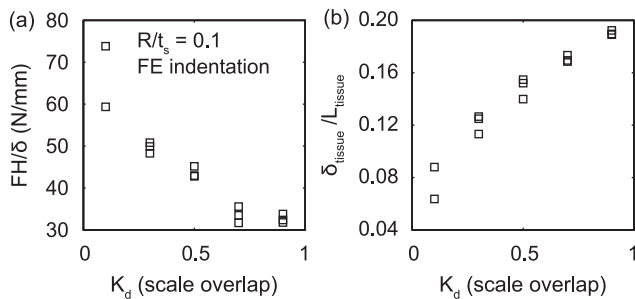 (a)
R/tₛ = 0.1
FE indentation
FH/δ (N/mm)
80
70
60
50
40
30
0
0.5
1
K_d (scale overlap)
(b)
δ_tissue /L_tissue
0.20
0.16
0.12
0.08
0.04
0
0.5
1
K_d (scale overlap)